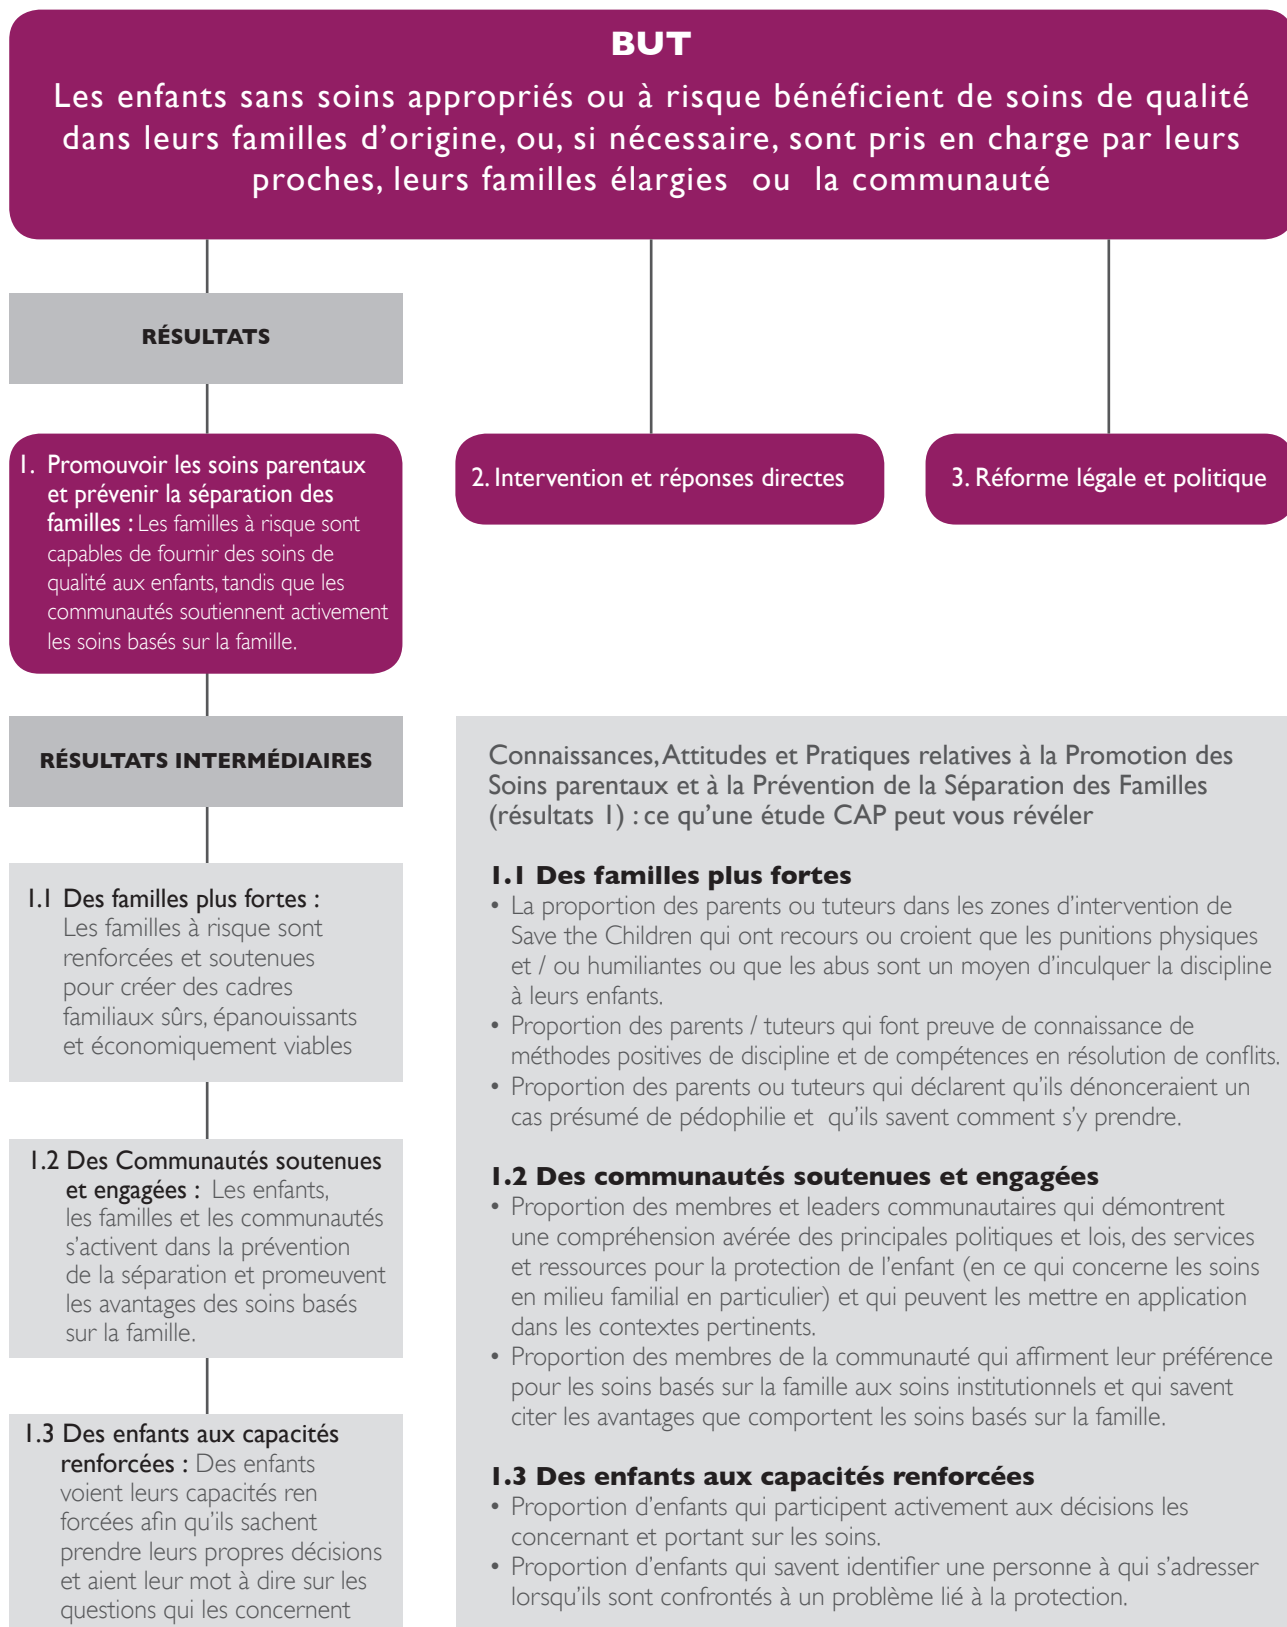 BUT
Les enfants sans soins appropriés ou à risque bénéficient de soins de qualité
dans leurs familles d’origine, ou, si nécessaire, sont pris en charge par leurs
proches, leurs familles élargies ou la communauté
RÉSULTATS
1. Promouvoir les soins parentaux
et prévenir la séparation des
familles : Les familles à risque sont
capables de fournir des soins de
qualité aux enfants, tandis que les
communautés soutiennent activement
les soins basés sur la famille.
2. Intervention et réponses directes
3. Réforme légale et politique
RÉSULTATS INTERMÉDIAIRES
1.1 Des familles plus fortes :
Les familles à risque sont
renforcées et soutenues
pour créer des cadres
familiaux sûrs, épanouissants
et économiquement viables
1.2 Des Communautés soutenues
et engagées : Les enfants,
les familles et les communautés
s’activent dans la prévention
de la séparation et promeuvent
les avantages des soins basés
sur la famille.
1.3 Des enfants aux capacités
renforcées : Des enfants
voient leurs capacités ren
forcées afin qu’ils sachent
prendre leurs propres décisions
et aient leur mot à dire sur les
questions qui les concernent
Connaissances, Attitudes et Pratiques relatives à la Promotion des
Soins parentaux et à la Prévention de la Séparation des Familles
(résultats 1) : ce qu’une étude CAP peut vous révéler
1.1 Des familles plus fortes
• La proportion des parents ou tuteurs dans les zones d’intervention de
Save the Children qui ont recours ou croient que les punitions physiques
et / ou humiliantes ou que les abus sont un moyen d’inculquer la discipline
à leurs enfants.
• Proportion des parents / tuteurs qui font preuve de connaissance de
méthodes positives de discipline et de compétences en résolution de conflits.
• Proportion des parents ou tuteurs qui déclarent qu’ils dénonceraient un
cas présumé de pédophilie et qu’ils savent comment s’y prendre.
1.2 Des communautés soutenues et engagées
• Proportion des membres et leaders communautaires qui démontrent
une compréhension avérée des principales politiques et lois, des services
et ressources pour la protection de l’enfant (en ce qui concerne les soins
en milieu familial en particulier) et qui peuvent les mettre en application
dans les contextes pertinents.
• Proportion des membres de la communauté qui affirment leur préférence
pour les soins basés sur la famille aux soins institutionnels et qui savent
citer les avantages que comportent les soins basés sur la famille.
1.3 Des enfants aux capacités renforcées
• Proportion d’enfants qui participent activement aux décisions les
concernant et portant sur les soins.
• Proportion d’enfants qui savent identifier une personne à qui s’adresser
lorsqu’ils sont confrontés à un problème lié à la protection.